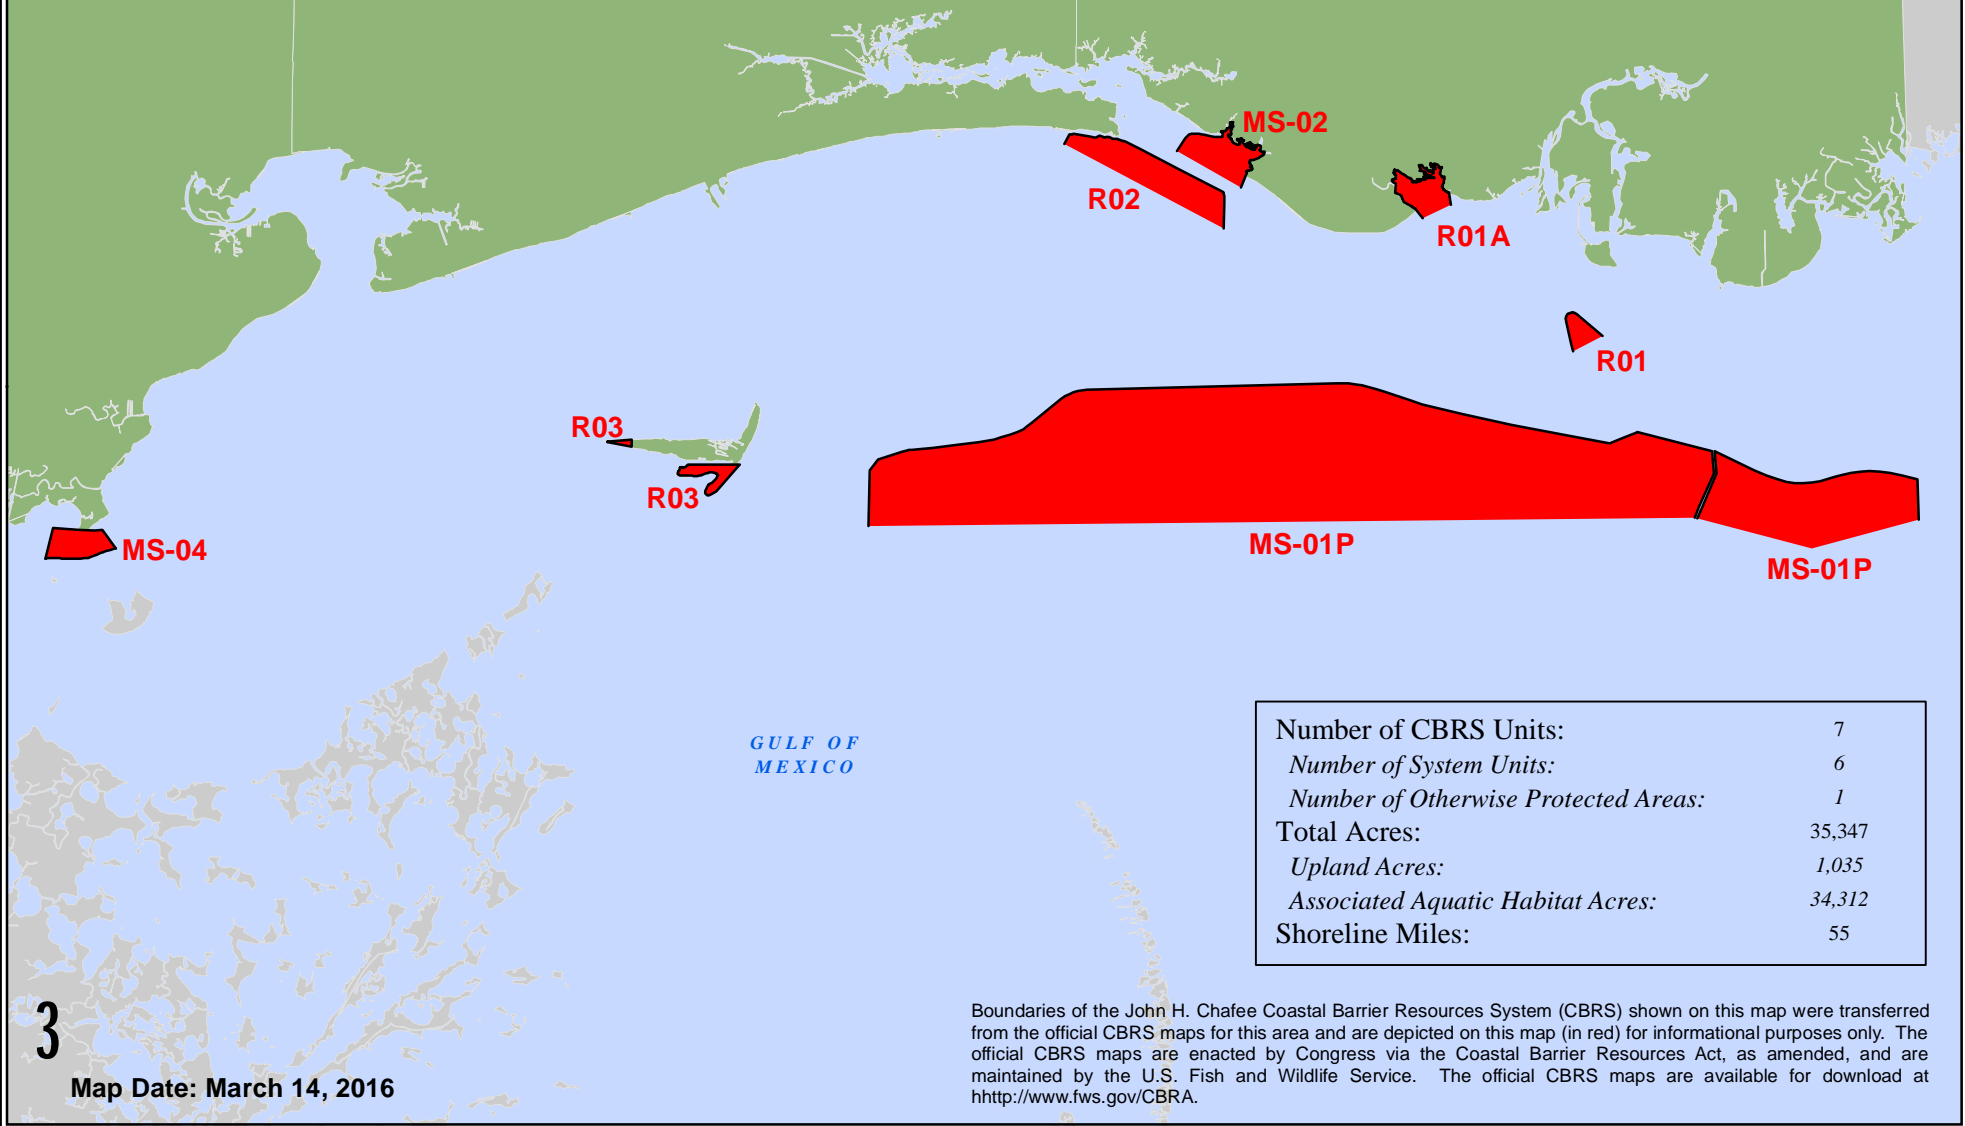 MS-02
R02
R01A
R01
R03
R03
MS-04
MS-01P
MS-01P
GULF OF
MEXICO
Number of CBRS Units: 7
Number of System Units: 6
Number of Otherwise Protected Areas: 1
Total Acres: 35,347
Upland Acres: 1,035
Associated Aquatic Habitat Acres: 34,312
Shoreline Miles: 55
3
Map Date: March 14, 2016
Boundaries of the John H. Chafee Coastal Barrier Resources System (CBRS) shown on this map were transferred
from the official CBRS maps for this area and are depicted on this map (in red) for informational purposes only. The
official CBRS maps are enacted by Congress via the Coastal Barrier Resources Act, as amended, and are
maintained by the U.S. Fish and Wildlife Service. The official CBRS maps are available for download at
hhttp://www.fws.gov/CBRA.